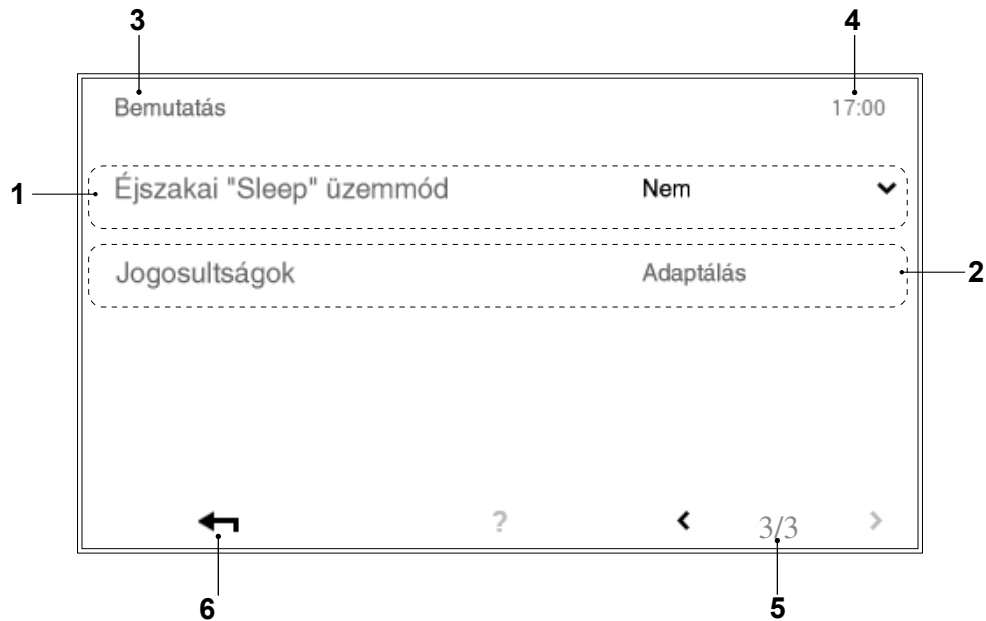 3 4
Bemutatás 17:00
1 Éjszakai "Sleep" üzemmód Nem
Jogosultságok Adaptálás 2
? 3/3
6 5